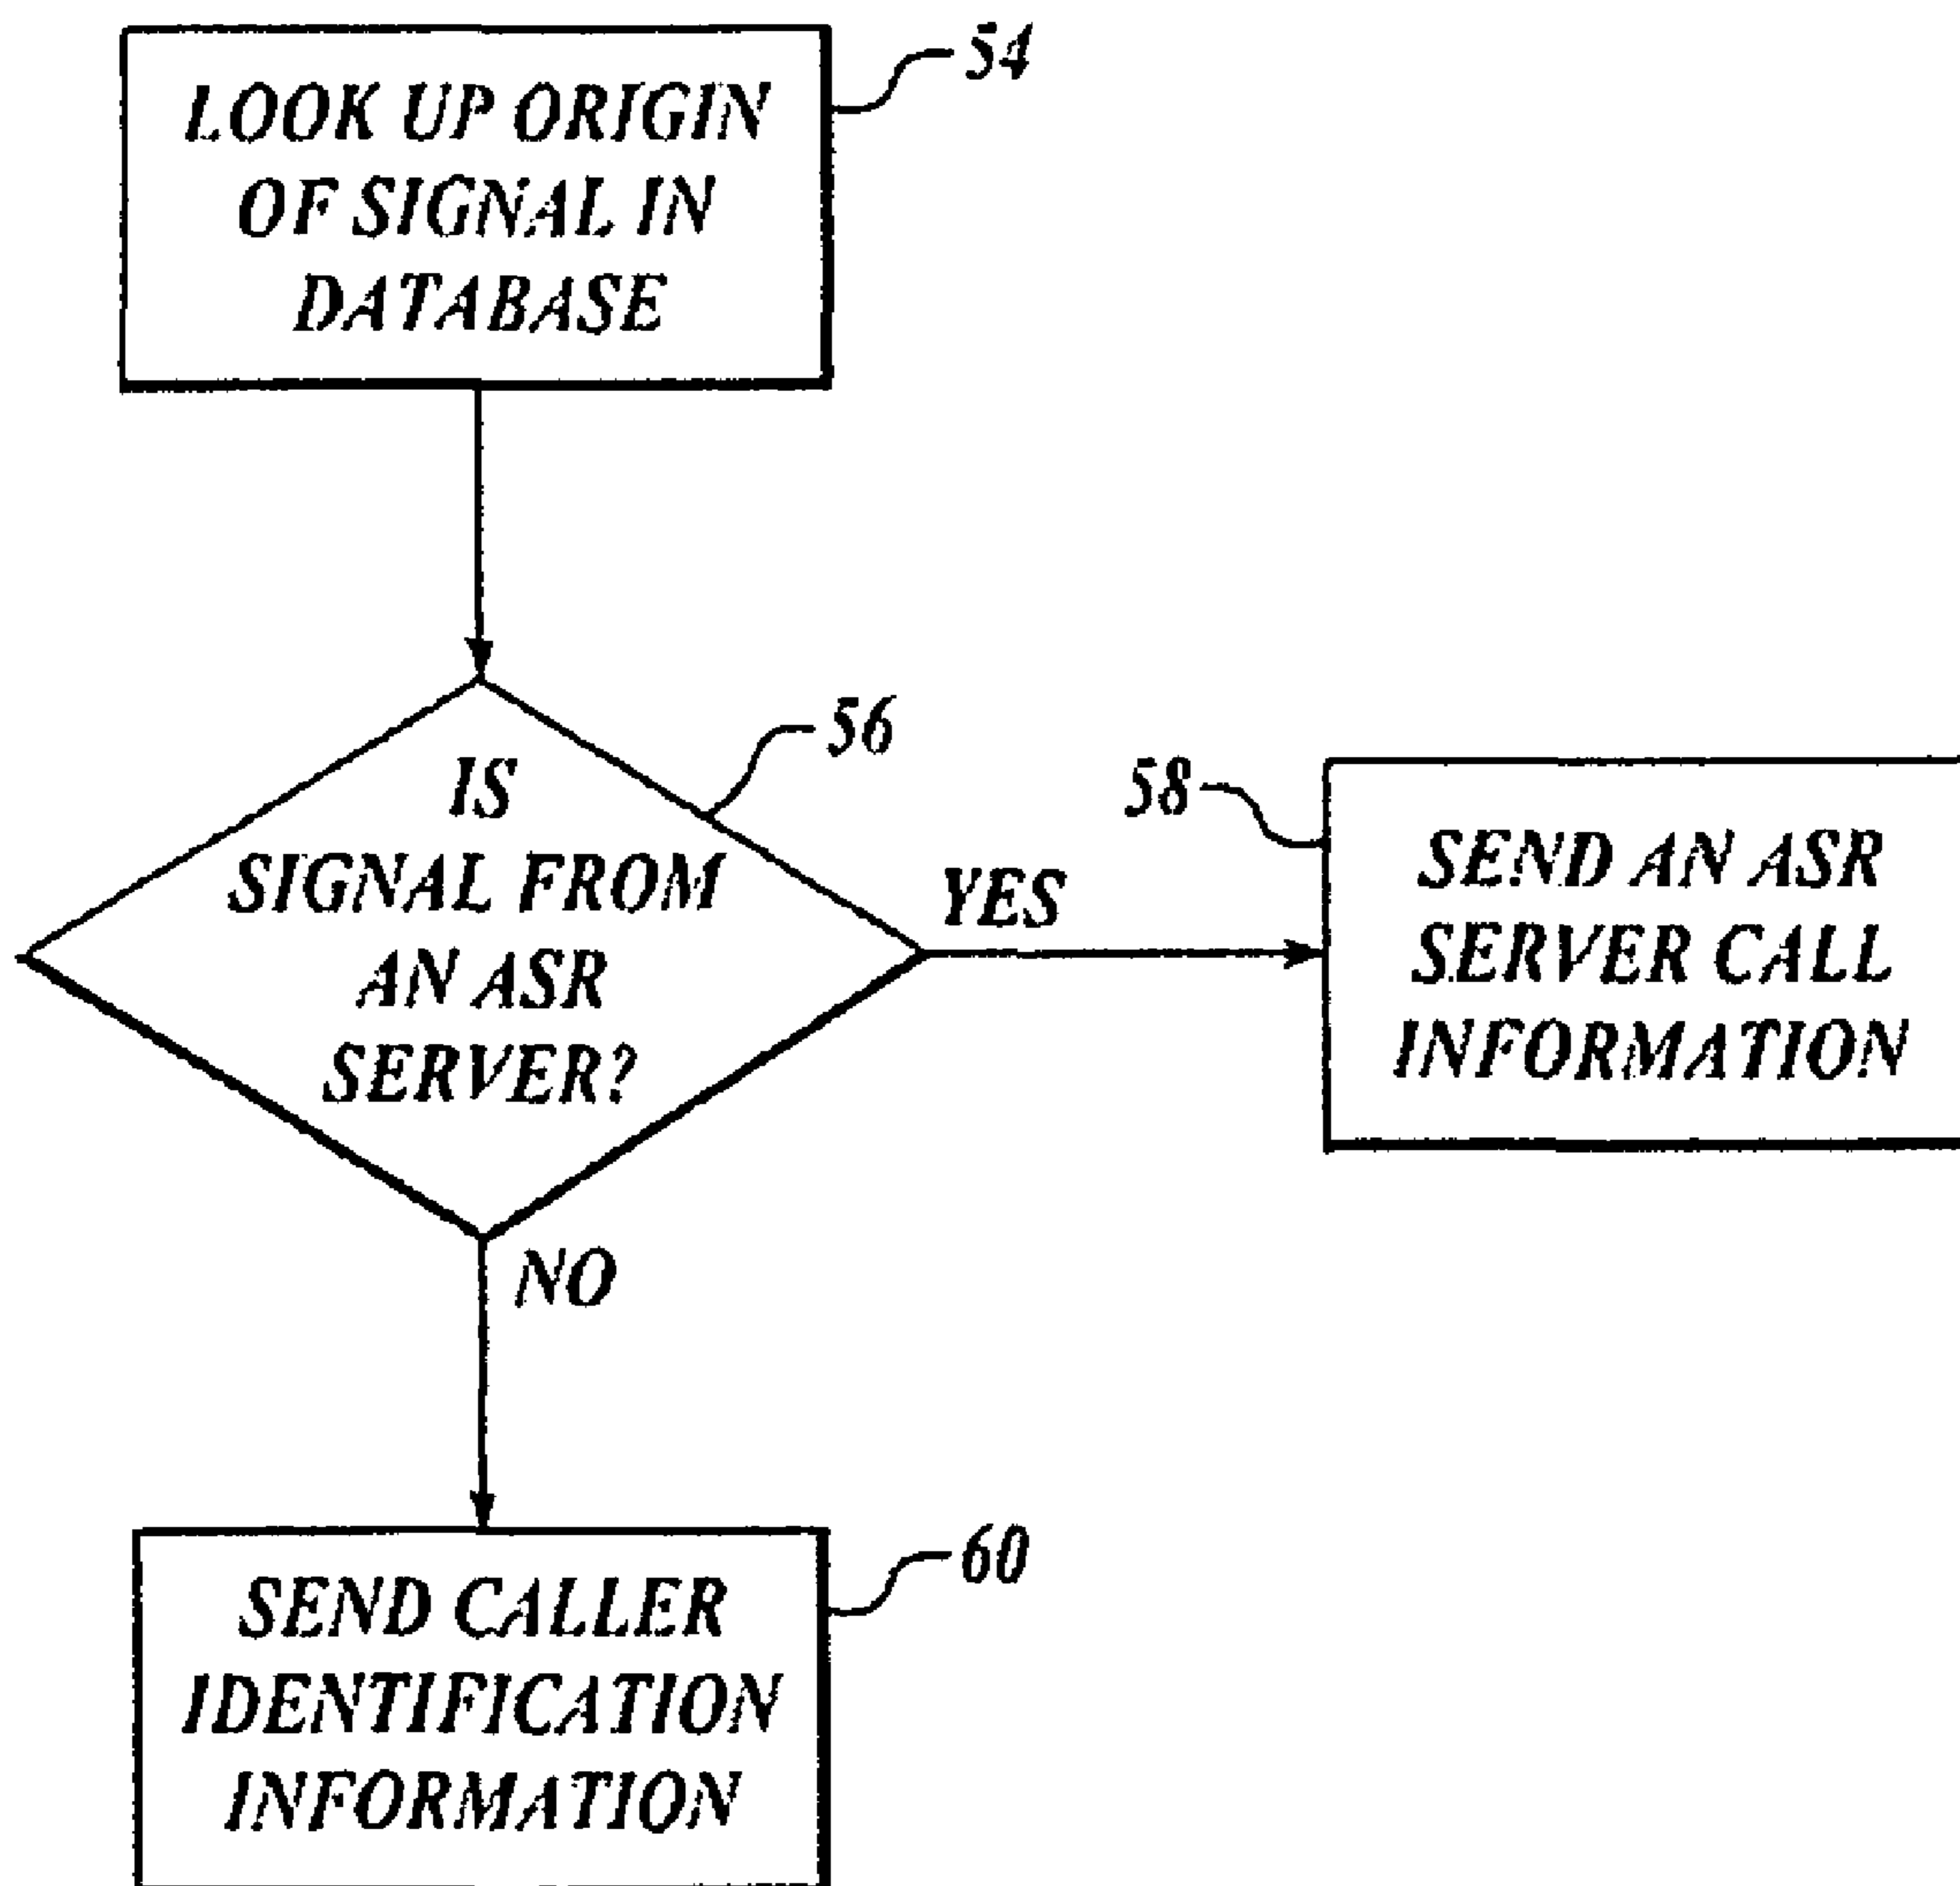 54
LOOK UP ORIGIN
OF SIGNAL IN
DATABASE
56
IS
SIGNAL FROM
AN ASR
SERVER?
YES
58
SEND AN ASR
SERVER CALL
INFORMATION
NO
60
SEND CALLER
IDENTIFICATION
INFORMATION